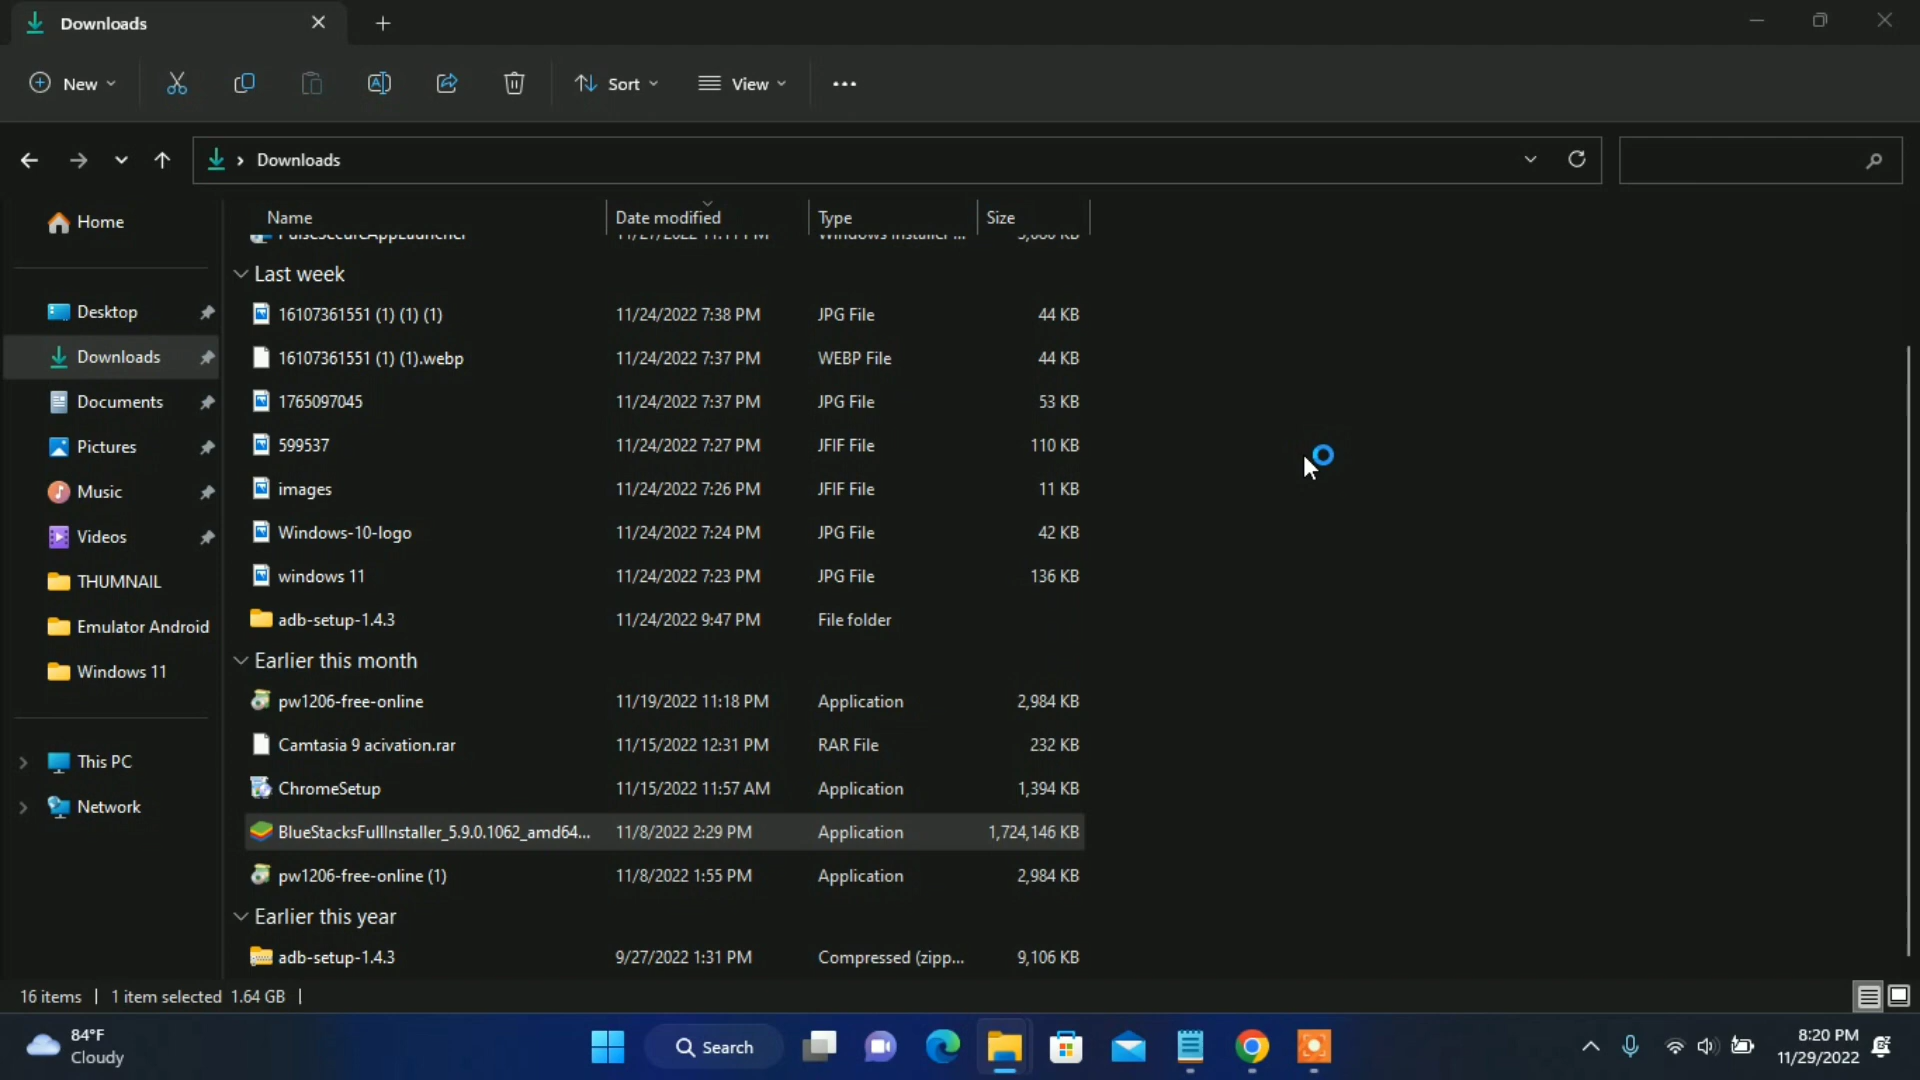 Downloads
New
Sort
View
Downloads
Home
Desktop
Downloads
Documents
Pictures
Music
Videos
THUMNAIL
Emulator Android
Windows 11
This PC
Network
Name Date modified Type Size
Last week
16107361551 (1) (1) (1) 11/24/2022 7:38 PM JPG File 44 KB
16107361551 (1) (1).webp 11/24/2022 7:37 PM WEBP File 44 KB
1765097045 11/24/2022 7:37 PM JPG File 53 KB
599537 11/24/2022 7:27 PM JFIF File 110 KB
images 11/24/2022 7:26 PM JFIF File 11 KB
Windows-10-logo 11/24/2022 7:24 PM JPG File 42 KB
windows 11 11/24/2022 7:23 PM JPG File 136 KB
adb-setup-1.4.3 11/24/2022 9:47 PM File folder
Earlier this month
pw1206-free-online 11/19/2022 11:18 PM Application 2,984 KB
Camtasia 9 acivation.rar 11/15/2022 12:31 PM RAR File 232 KB
ChromeSetup 11/15/2022 11:57 AM Application 1,394 KB
BlueStacksFullInstaller_5.9.0.1062_amd64... 11/8/2022 2:29 PM Application 1,724,146 KB
pw1206-free-online (1) 11/8/2022 1:55 PM Application 2,984 KB
Earlier this year
adb-setup-1.4.3 9/27/2022 1:31 PM Compressed (zipp... 9,106 KB
16 items | 1 item selected 1.64 GB |
84°F
Cloudy
Search
8:20 PM
11/29/2022